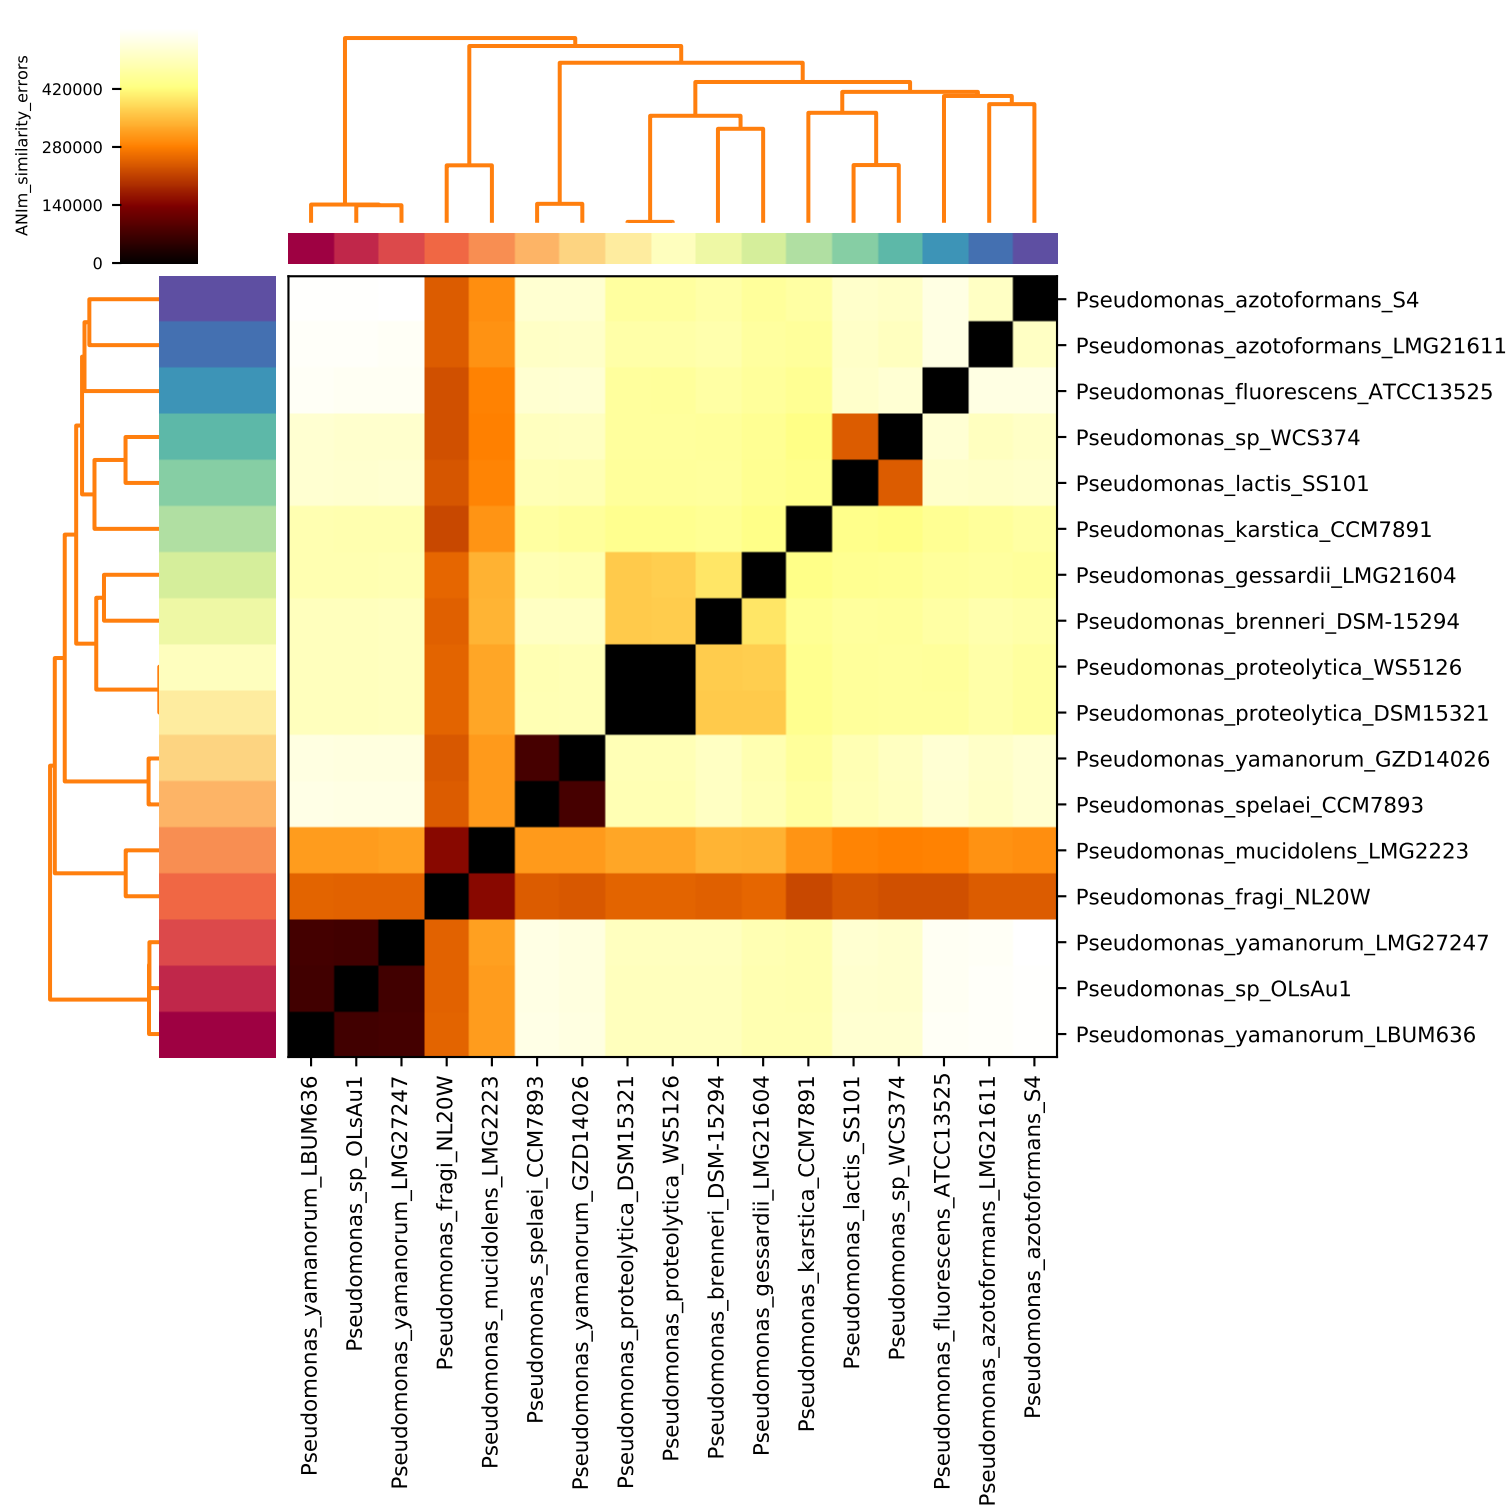 ANIm_similarity_errors
420000
280000
140000
0
Pseudomonas_azotoformans_S4
Pseudomonas_azotoformans_LMG21611
Pseudomonas_fluorescens_ATCC13525
Pseudomonas_sp_WCS374
Pseudomonas_lactis_SS101
Pseudomonas_karstica_CCM7891
Pseudomonas_gessardii_LMG21604
Pseudomonas_brenneri_DSM-15294
Pseudomonas_proteolytica_WS5126
Pseudomonas_proteolytica_DSM15321
Pseudomonas_yamanorum_GZD14026
Pseudomonas_spelaei_CCM7893
Pseudomonas_mucidolens_LMG2223
Pseudomonas_fragi_NL20W
Pseudomonas_yamanorum_LMG27247
Pseudomonas_sp_OLsAu1
Pseudomonas_yamanorum_LBUM636
Pseudomonas_yamanorum_LBUM636
Pseudomonas_sp_OLsAu1
Pseudomonas_yamanorum_LMG27247
Pseudomonas_fragi_NL20W
Pseudomonas_mucidolens_LMG2223
Pseudomonas_spelaei_CCM7893
Pseudomonas_yamanorum_GZD14026
Pseudomonas_proteolytica_DSM15321
Pseudomonas_proteolytica_WS5126
Pseudomonas_brenneri_DSM-15294
Pseudomonas_gessardii_LMG21604
Pseudomonas_karstica_CCM7891
Pseudomonas_lactis_SS101
Pseudomonas_sp_WCS374
Pseudomonas_fluorescens_ATCC13525
Pseudomonas_azotoformans_LMG21611
Pseudomonas_azotoformans_S4